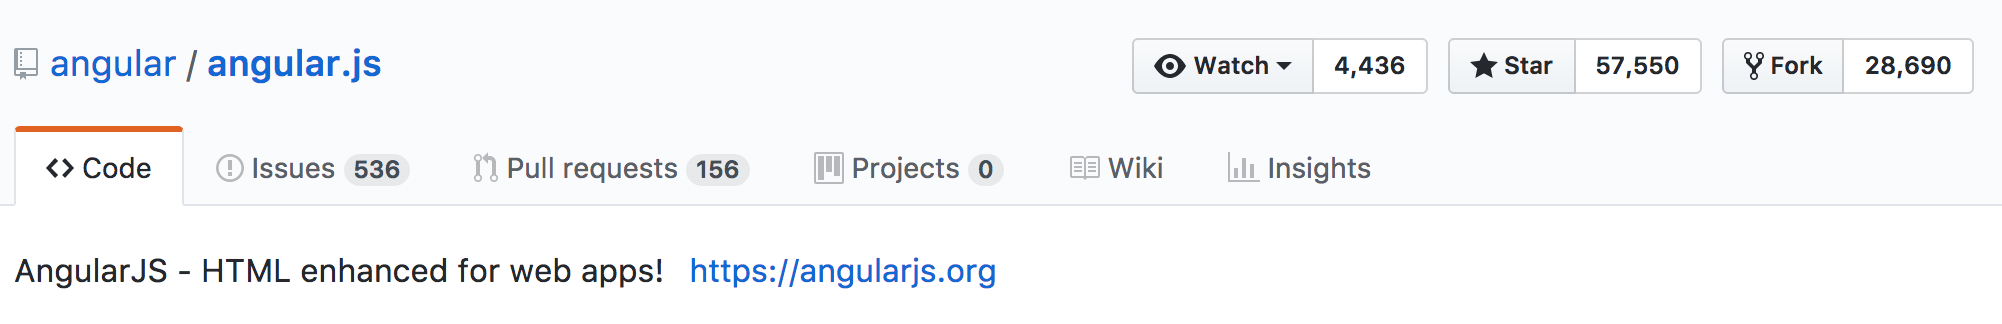 angular / angular.js Watch 4,436 Star 57,550 Fork 28,690
Code Issues 536 Pull requests 156 Projects 0 Wiki Insights
AngularJS - HTML enhanced for web apps! https://angularjs.org